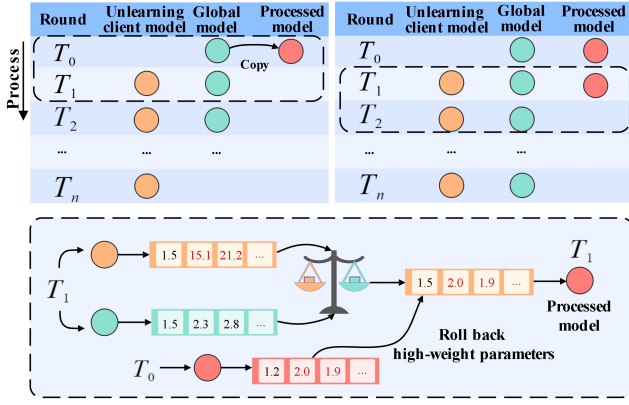 Round Unlearning client model Global model Processed model
T0
Copy
T1
T2
... ... ...
Tn
Process
Round Unlearning client model Global model Processed model
T0
T1
T2
... ... ...
Tn
T1
1.5 15.1 21.2 ...
1.5 2.3 2.8 ...
T0
1.2 2.0 1.9 ...
1.5 2.0 1.9 ...
T1
Processed
model
Roll back
high-weight parameters